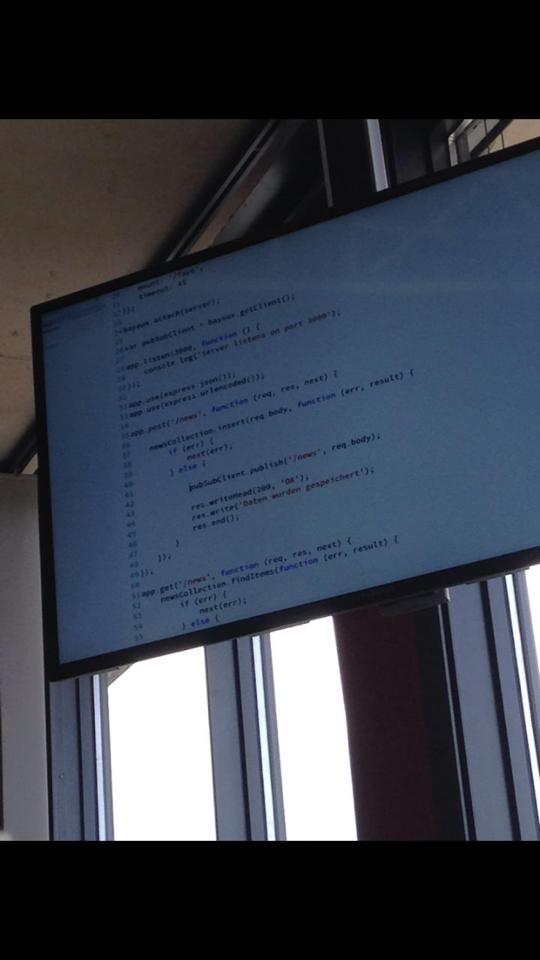 mount: '/faye',
timeout: 45
});
bayeux.attach(server);
var pubSubClient = bayeux.getClient();
app.listen(3000, function () {
console.log('Server listens on port 3000');
});
app.use(express.json());
app.use(express.urlencoded());
app.post('/news', function (req, res, next) {
newsCollection.insert(req.body, function (err, result) {
if (err) {
next(err);
} else {
pubSubClient.publish('/news', req.body);
res.writeHead(200, 'OK');
res.write('Daten wurden gespeichert');
res.end();
}
});
});
app.get('/news', function (req, res, next) {
newsCollection.findItems(function (err, result) {
if (err) {
next(err);
} else {